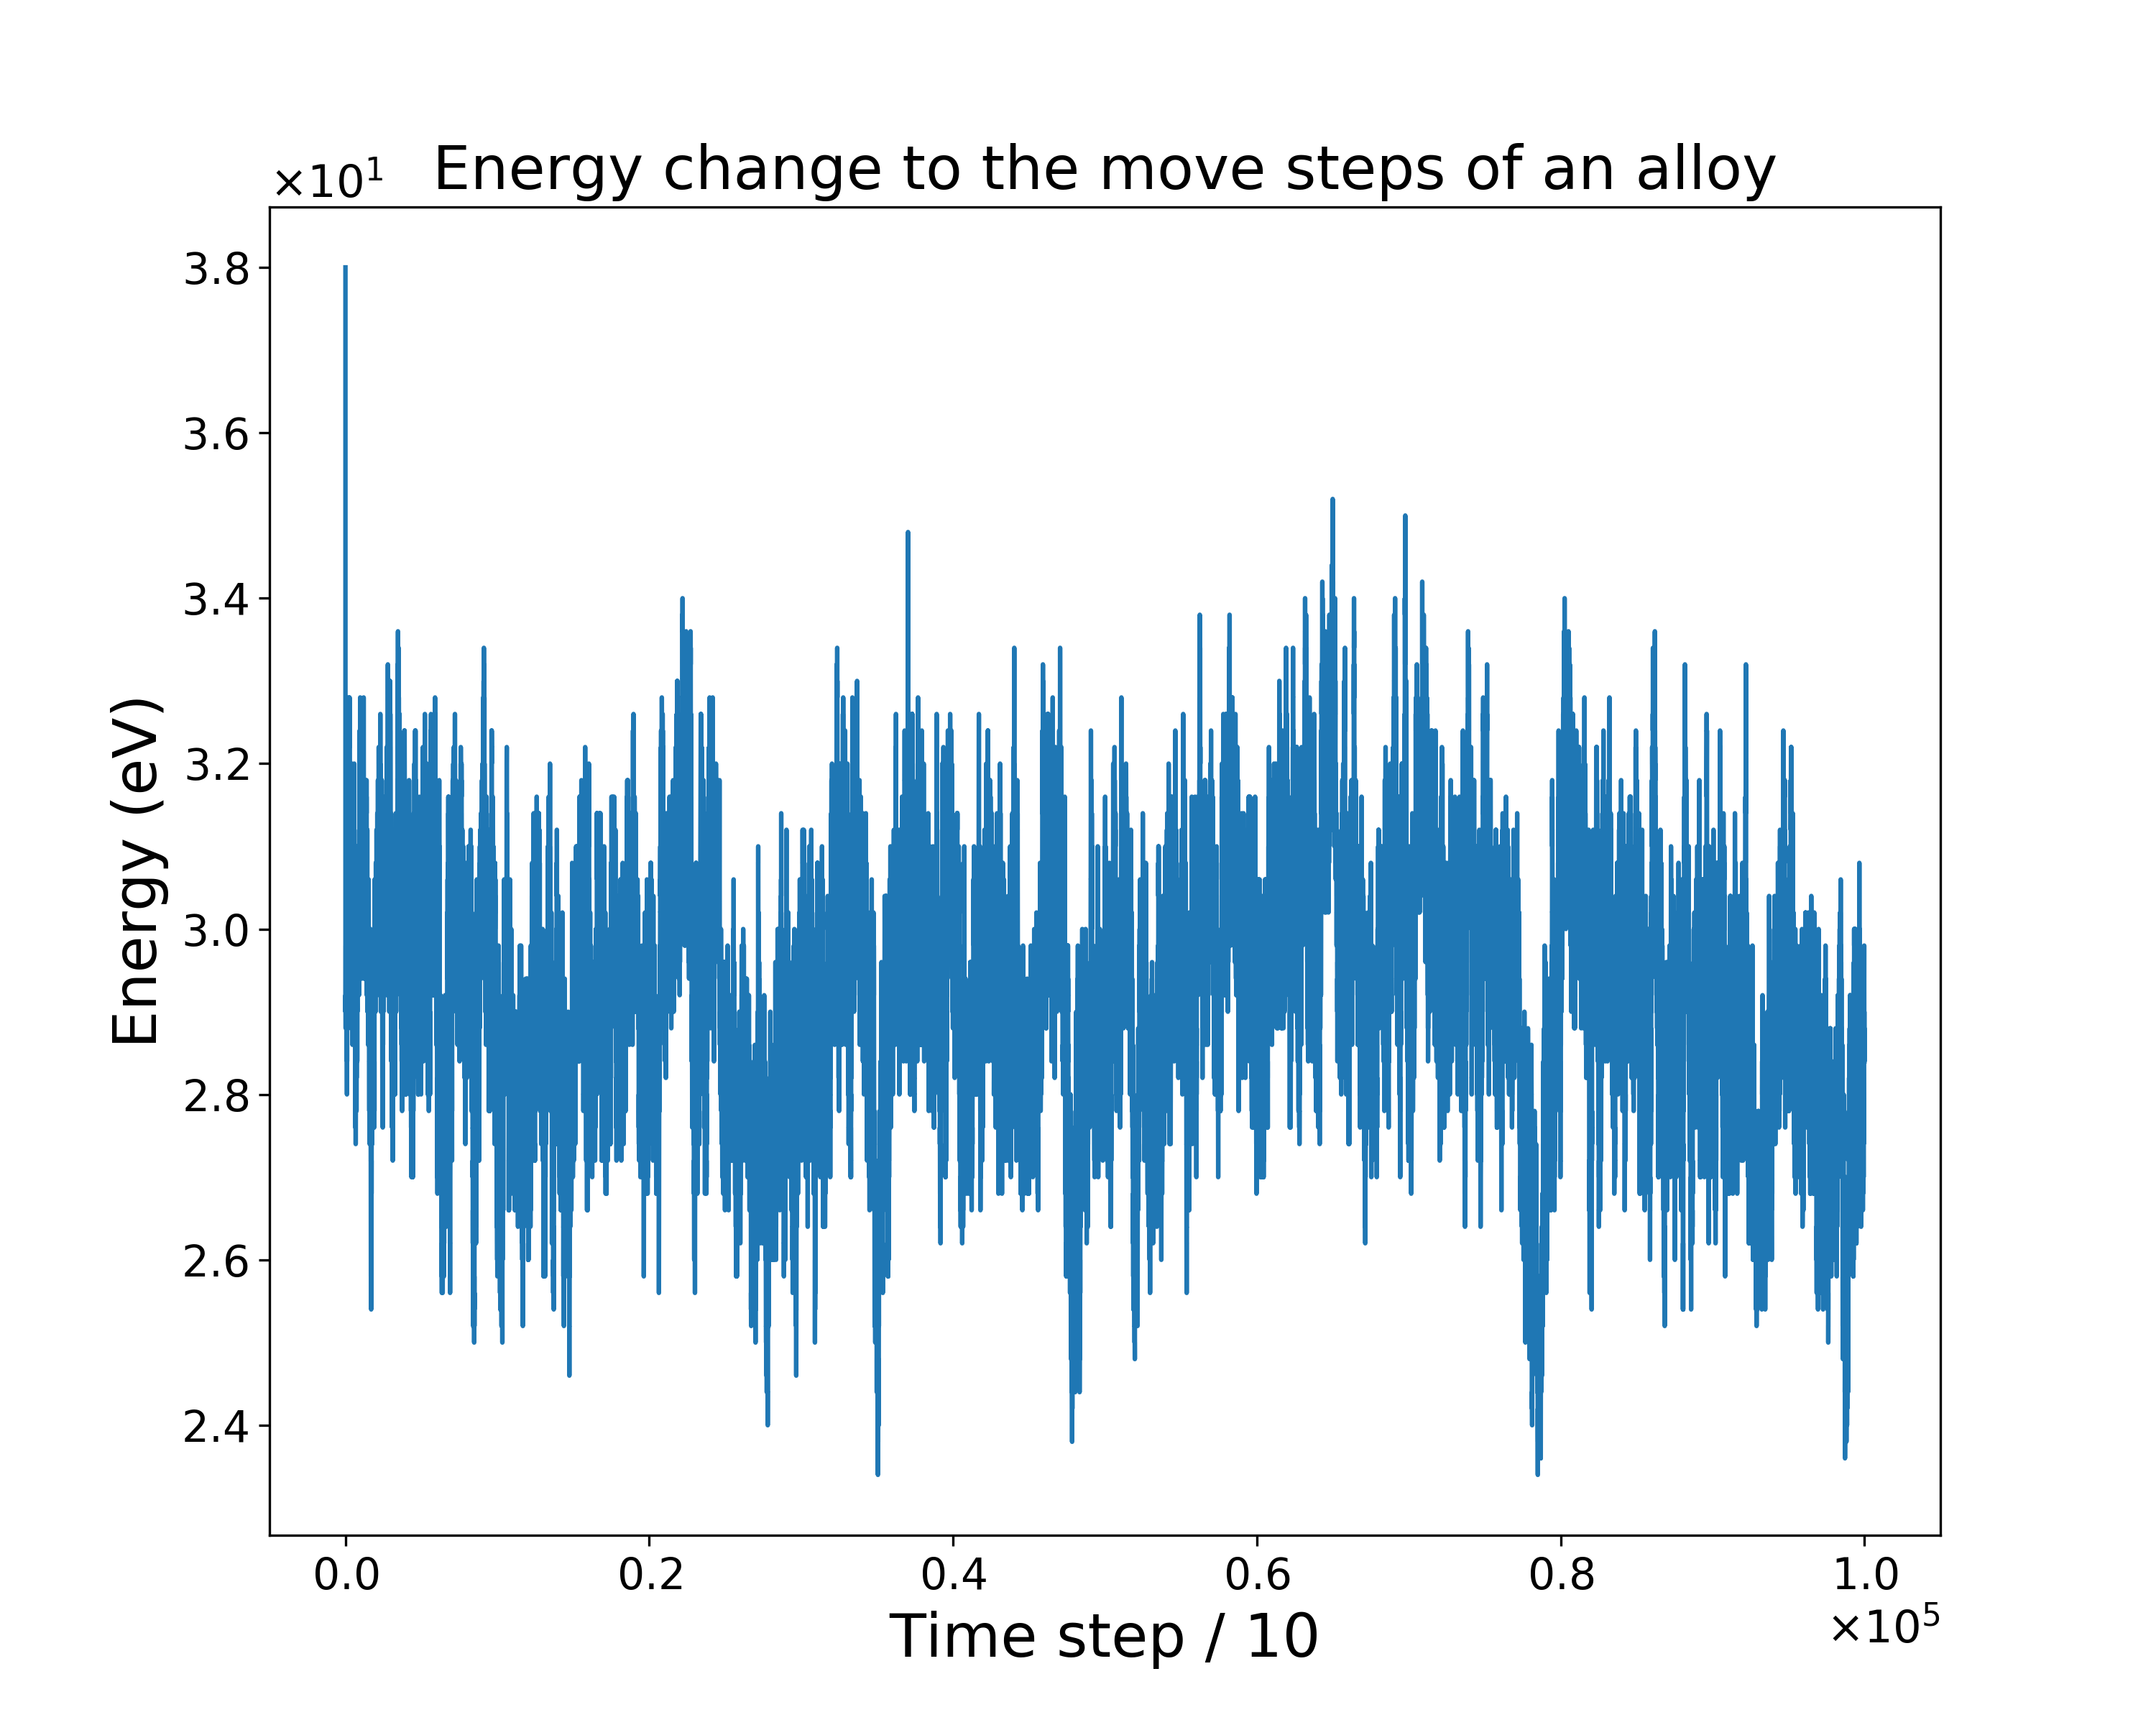 ×10¹
Energy change to the move steps of an alloy
3.8
3.6
3.4
3.2
3.0
2.8
2.6
2.4
Energy (eV)
0.0 0.2 0.4 0.6 0.8 1.0
Time step / 10
×10⁵